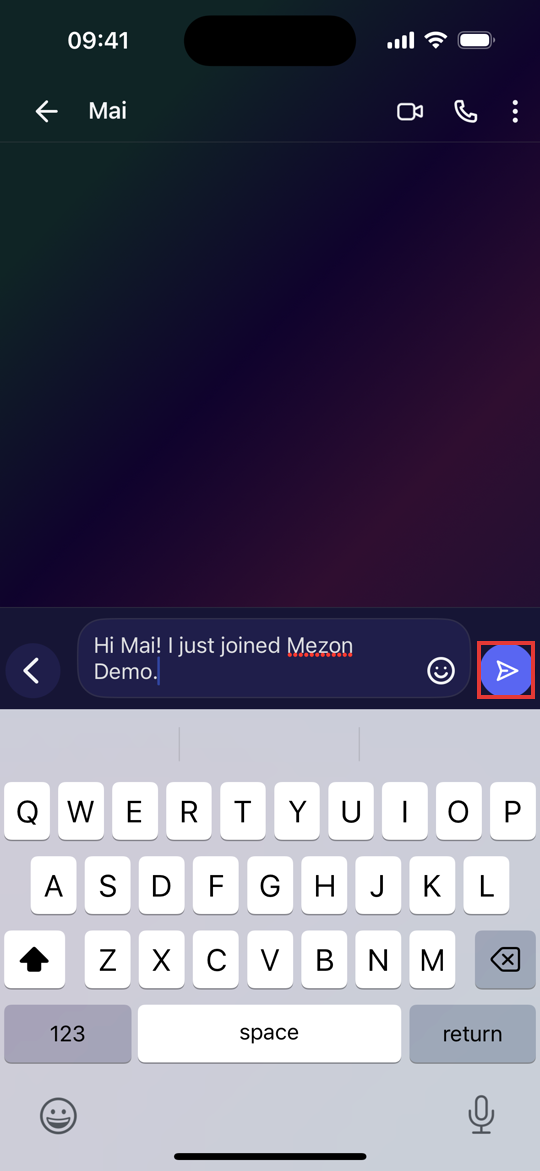 09:41
Mai
Hi Mai! I just joined Mezon
Demo.
Q W E R T Y U I O P
A S D F G H J K L
Z X C V B N M
123 space return